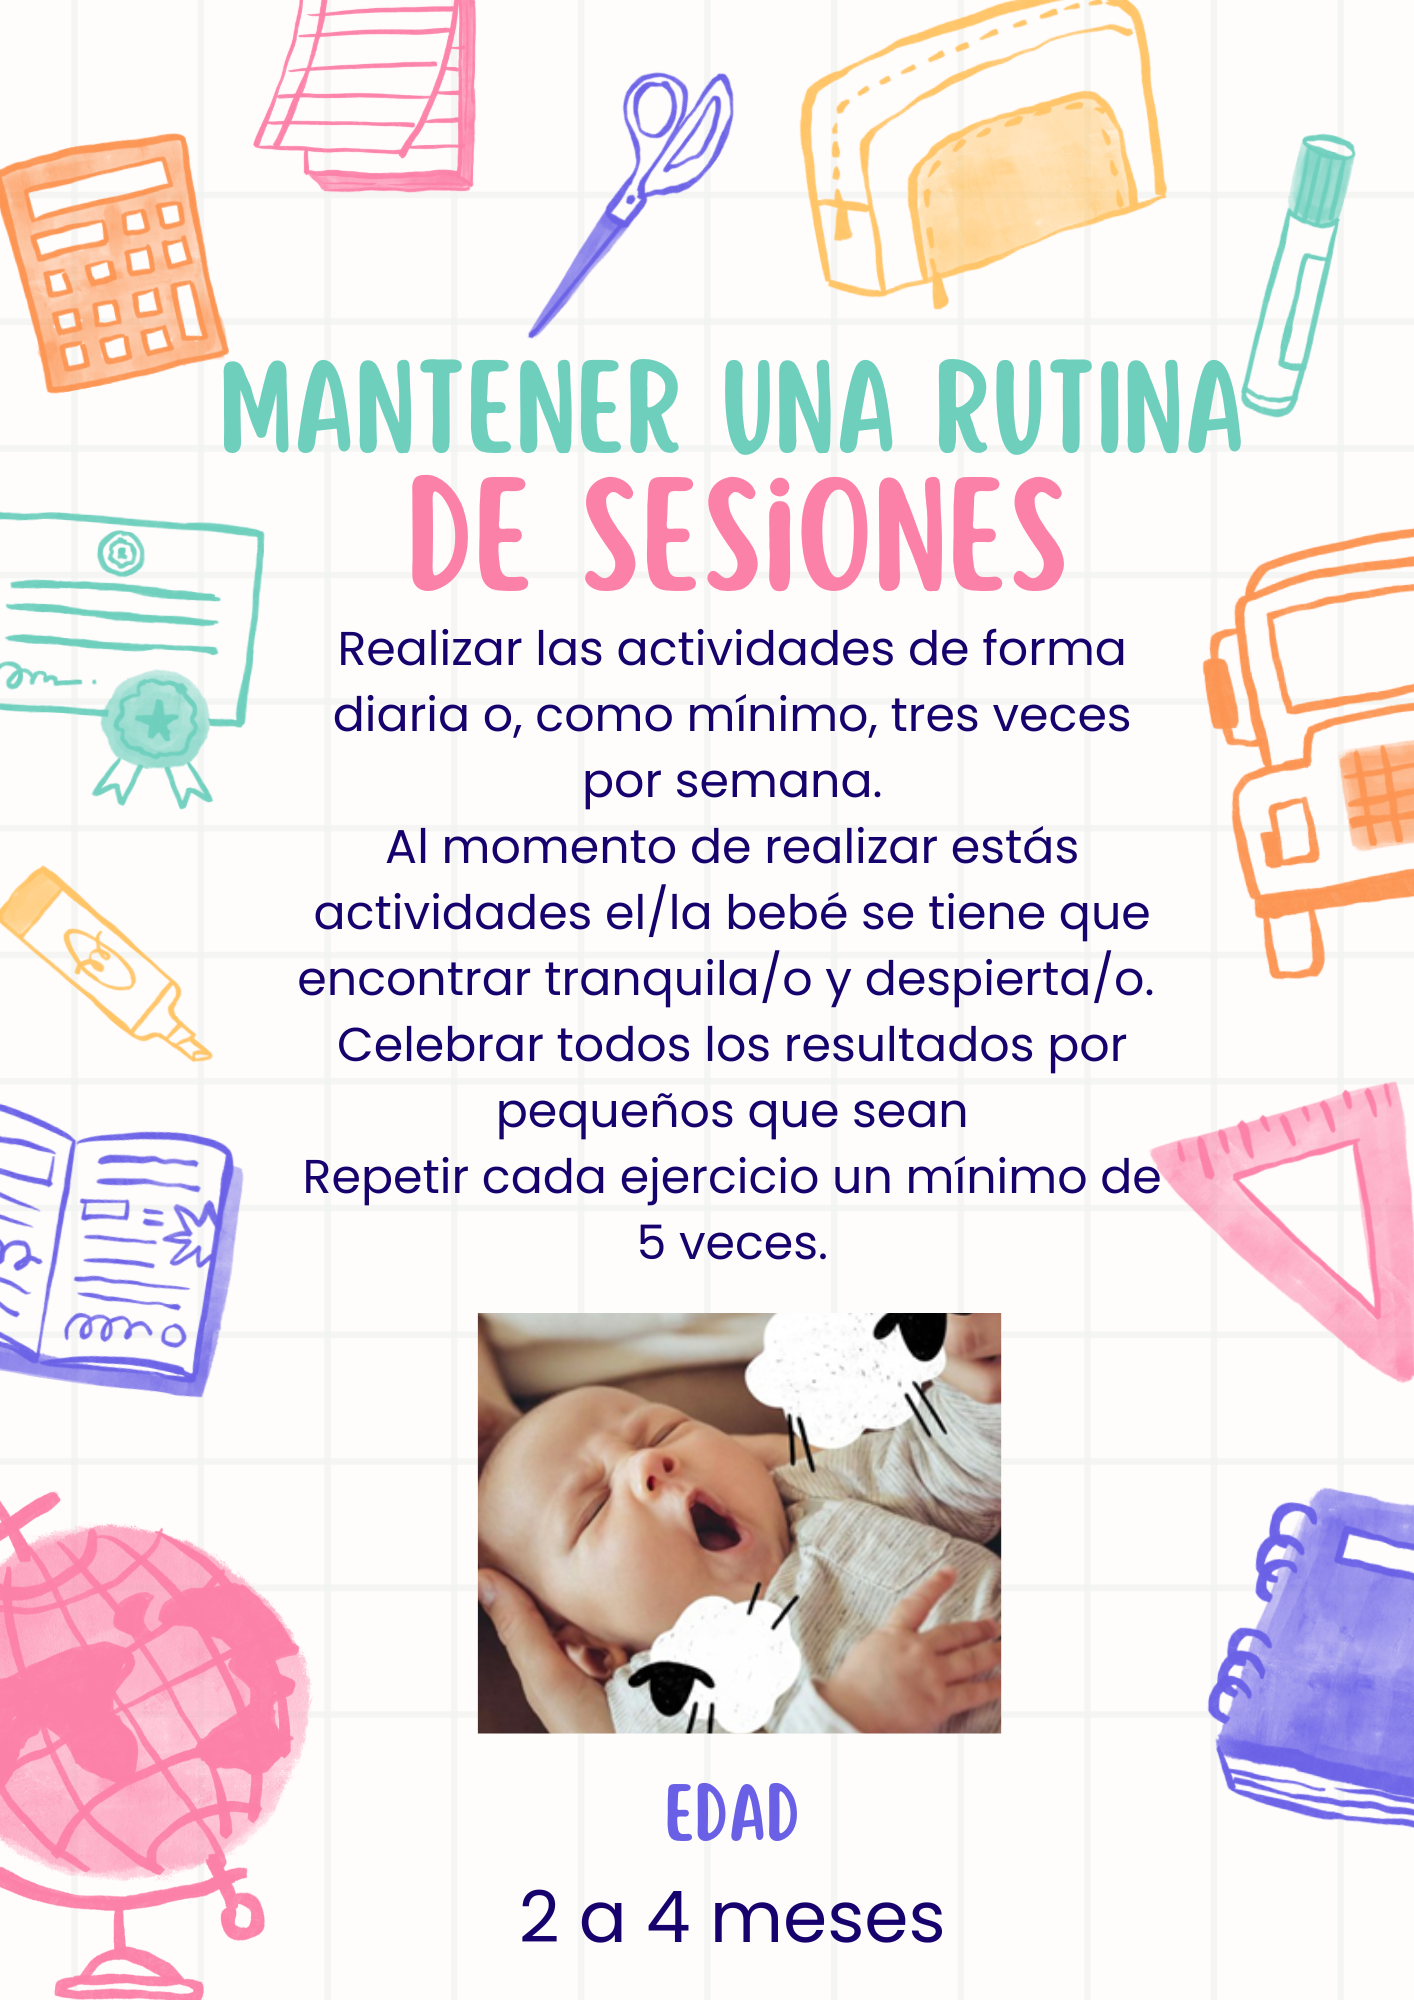 MANTENER UNA RUTINA
DE SESiONES
Realizar las actividades de forma
diaria o, como mínimo, tres veces
por semana.
Al momento de realizar estás
actividades el/la bebé se tiene que
encontrar tranquila/o y despierta/o.
Celebrar todos los resultados por
pequeños que sean
Repetir cada ejercicio un mínimo de
5 veces.
EDAD
2 a 4 meses